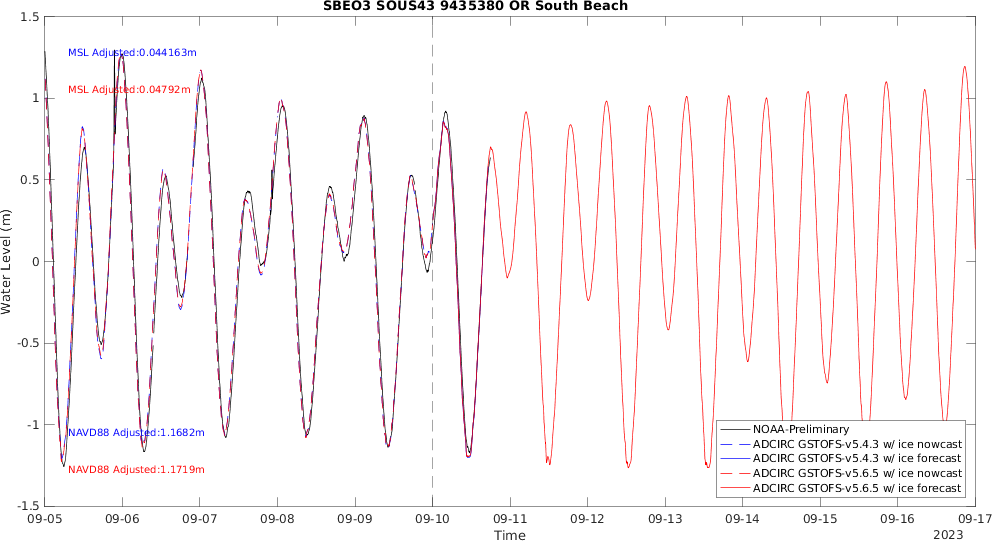 SBEO3 SOUS43 9435380 OR South Beach
1.5
1
0.5
0
-0.5
-1
-1.5
Water Level (m)
MSL Adjusted:0.044163m
MSL Adjusted:0.04792m
NAVD88 Adjusted:1.1682m
NAVD88 Adjusted:1.1719m
NOAA-Preliminary
ADCIRC GSTOFS-v5.4.3 w/ ice nowcast
ADCIRC GSTOFS-v5.4.3 w/ ice forecast
ADCIRC GSTOFS-v5.6.5 w/ ice nowcast
ADCIRC GSTOFS-v5.6.5 w/ ice forecast
09-05 09-06 09-07 09-08 09-09 09-10 09-11 09-12 09-13 09-14 09-15 09-16 09-17
Time
2023